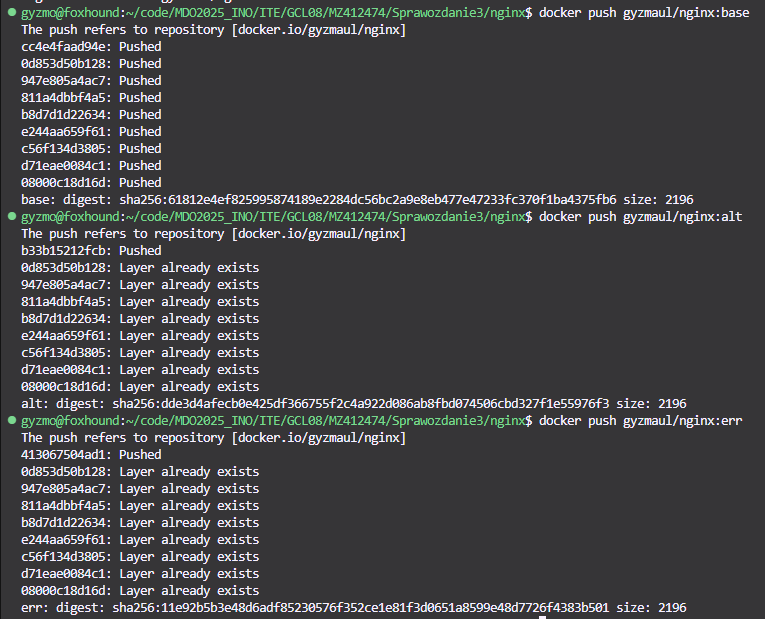 gyzmo@foxhound:~/code/MDO2025_INO/ITE/GCL08/MZ412474/Sprawozdanie3/nginx$ docker push gyzmaul/nginx:base
The push refers to repository [docker.io/gyzmaul/nginx]
cc4e4faad94e: Pushed
0d853d50b128: Pushed
947e805a4ac7: Pushed
811a4dbbf4a5: Pushed
b8d7d1d22634: Pushed
e244aa659f61: Pushed
c56f134d3805: Pushed
d71eae0084c1: Pushed
08000c18d16d: Pushed
base: digest: sha256:61812e4ef825995874189e2284dc56bc2a9e8eb477e47233fc370f1ba4375fb6 size: 2196
gyzmo@foxhound:~/code/MDO2025_INO/ITE/GCL08/MZ412474/Sprawozdanie3/nginx$ docker push gyzmaul/nginx:alt
The push refers to repository [docker.io/gyzmaul/nginx]
b33b15212fcb: Pushed
0d853d50b128: Layer already exists
947e805a4ac7: Layer already exists
811a4dbbf4a5: Layer already exists
b8d7d1d22634: Layer already exists
e244aa659f61: Layer already exists
c56f134d3805: Layer already exists
d71eae0084c1: Layer already exists
08000c18d16d: Layer already exists
alt: digest: sha256:dde3d4afecb0e425df366755f2c4a922d086ab8fbd074506cbd327f1e55976f3 size: 2196
gyzmo@foxhound:~/code/MDO2025_INO/ITE/GCL08/MZ412474/Sprawozdanie3/nginx$ docker push gyzmaul/nginx:err
The push refers to repository [docker.io/gyzmaul/nginx]
413067504ad1: Pushed
0d853d50b128: Layer already exists
947e805a4ac7: Layer already exists
811a4dbbf4a5: Layer already exists
b8d7d1d22634: Layer already exists
e244aa659f61: Layer already exists
c56f134d3805: Layer already exists
d71eae0084c1: Layer already exists
08000c18d16d: Layer already exists
err: digest: sha256:11e92b5b3e48d6adf85230576f352ce1e81f3d0651a8599e48d7726f4383b501 size: 2196